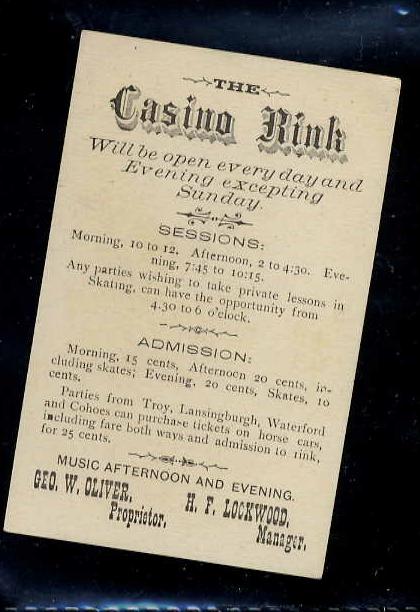 THE
Casino Rink
Will be open every day and
Evening excepting
Sunday.
SESSIONS:
Morning, 10 to 12. Afternoon, 2 to 4:30. Eve-
ning, 7:45 to 10:15.
Any parties wishing to take private lessons in
Skating, can have the opportunity from
4.30 to 6 o'clock.
ADMISSION:
Morning, 15 cents, Afternoon 20 cents, in-
cluding skates; Evening, 20 cents, Skates, 10
cents.
Parties from Troy, Lansingburgh, Waterford
and Cohoes can purchase tickets on horse cars,
including fare both ways and admission to rink,
for 25 cents.
MUSIC AFTERNOON AND EVENING.
GEO. W. OLIVER, H. F. LOCKWOOD,
Proprietor. Manager.